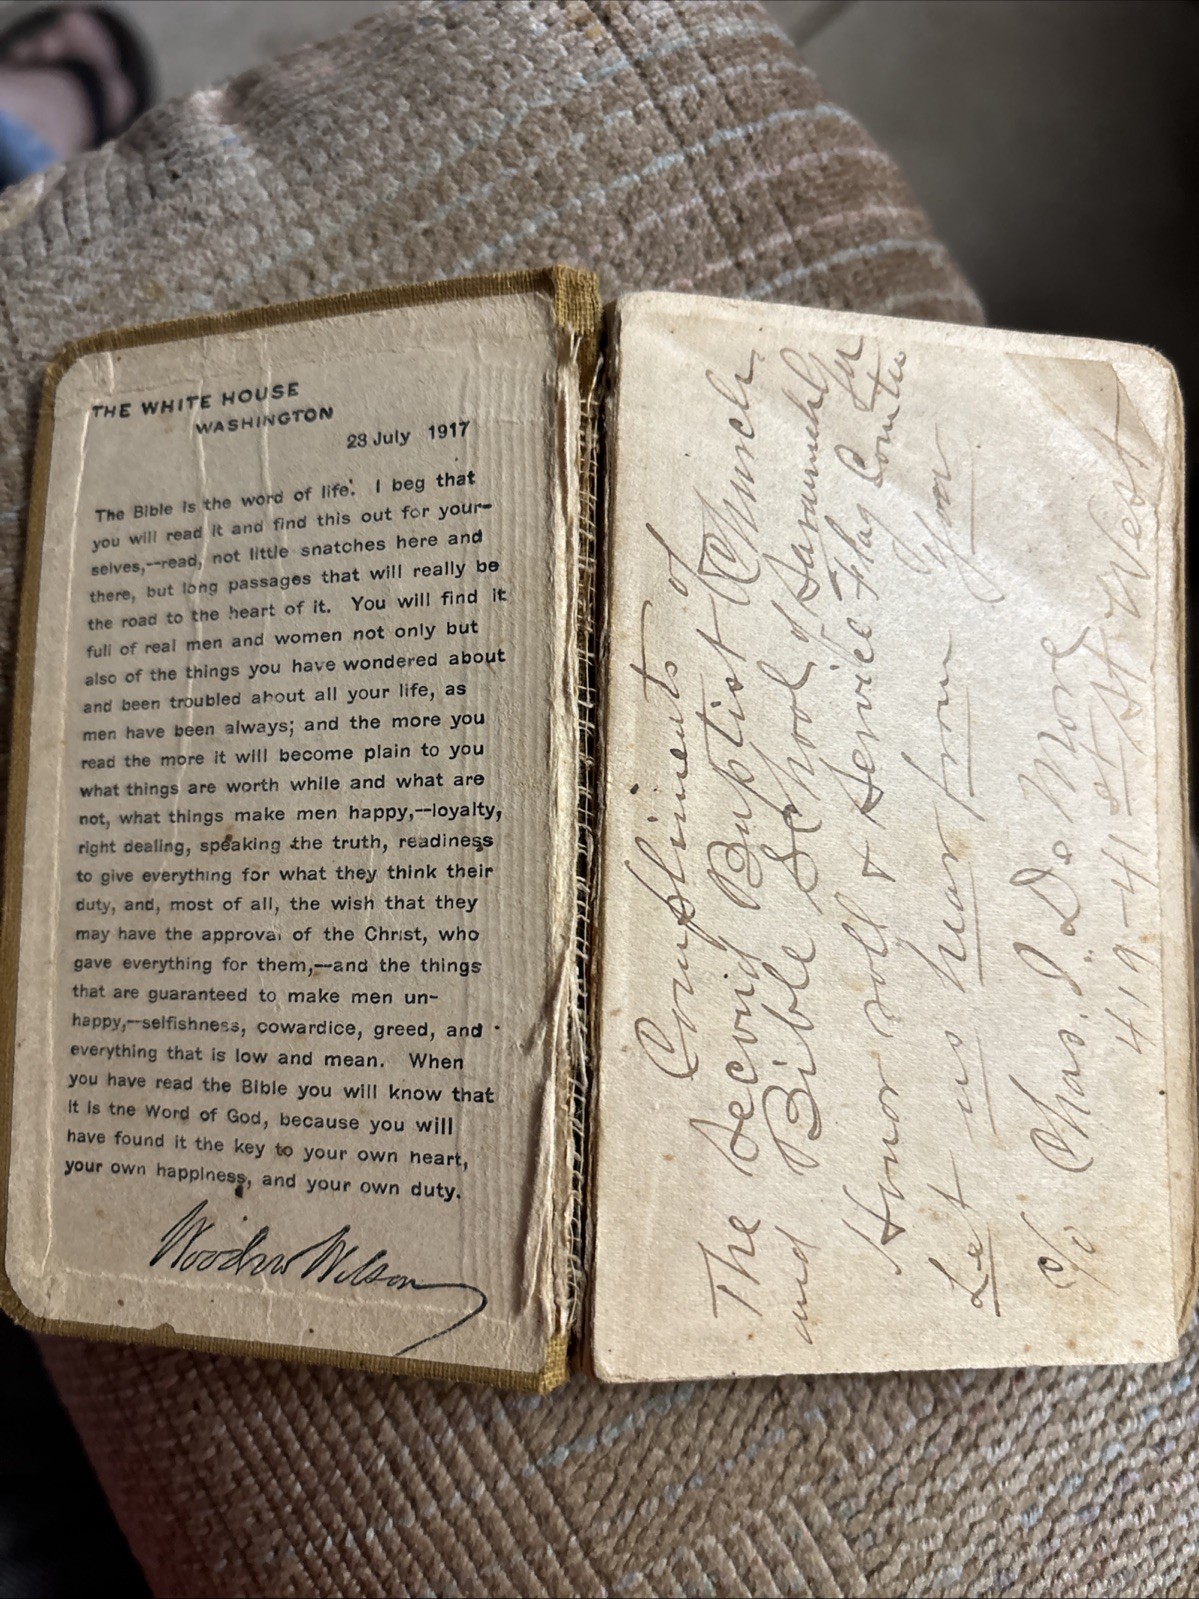 THE WHITE HOUSE
WASHINGTON
23 July 1917
The Bible is the word of life. I beg that
you will read it and find this out for your-
selves,--read, not little snatches here and
there, but long passages that will really be
the road to the heart of it. You will find it
full of real men and women not only but
also of the things you have wondered about
and been troubled about all your life, as
men have been always; and the more you
read the more it will become plain to you
what things are worth while and what are
not, what things make men happy,--loyalty,
right dealing, speaking the truth, readiness
to give everything for what they think their
duty, and, most of all, the wish that they
may have the approval of the Christ, who
gave everything for them,--and the things
that are guaranteed to make men un-
happy,--selfishness, cowardice, greed, and
everything that is low and mean. When
you have read the Bible you will know that
it is the Word of God, because you will
have found it the key to your own heart,
your own happiness, and your own duty.
Woodrow Wilson
Compliments of
The Second Baptist Church
and Bible School of Savannah Ga
Honor roll & Service Flag Comtee
Let us hear from you
c/o Chas. I. De More
419-41st St West